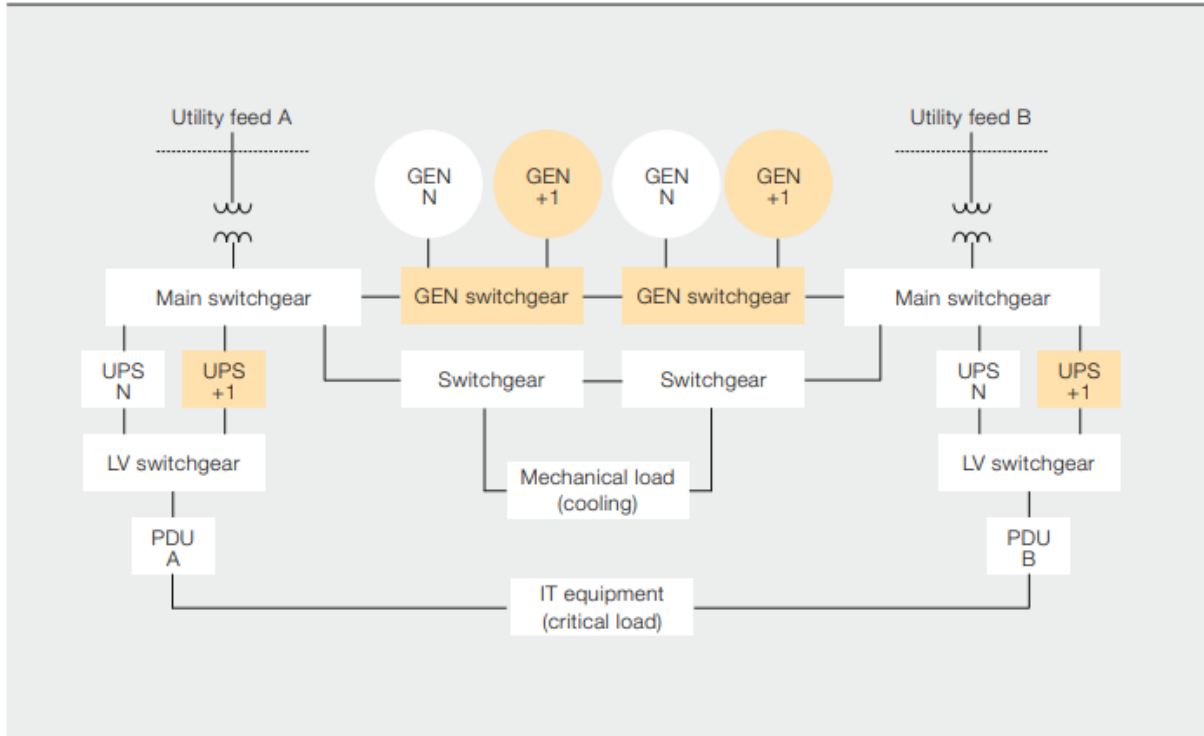 Utility feed A
Utility feed B
GEN
N
GEN
+1
GEN
N
GEN
+1
Main switchgear
GEN switchgear
GEN switchgear
Main switchgear
UPS
N
UPS
+1
Switchgear
Switchgear
UPS
N
UPS
+1
LV switchgear
Mechanical load
(cooling)
LV switchgear
PDU
A
PDU
B
IT equipment
(critical load)